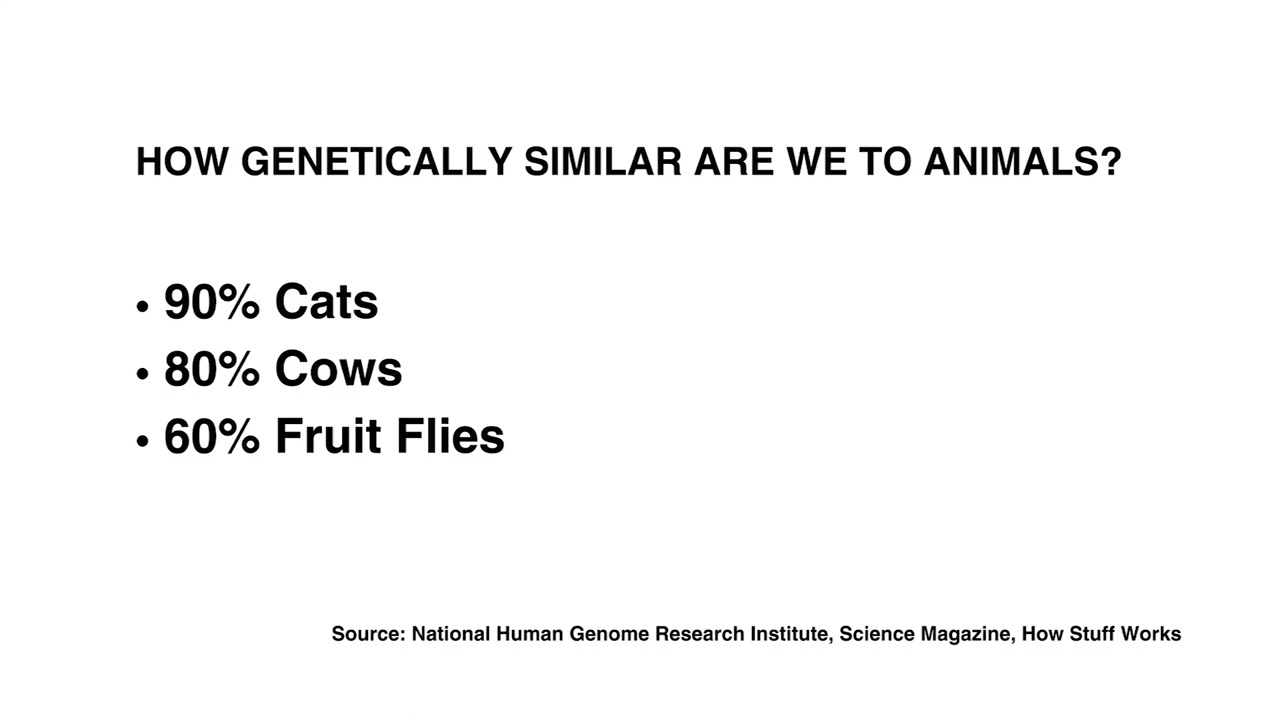 HOW GENETICALLY SIMILAR ARE WE TO ANIMALS?
• 90% Cats
• 80% Cows
• 60% Fruit Flies
Source: National Human Genome Research Institute, Science Magazine, How Stuff Works